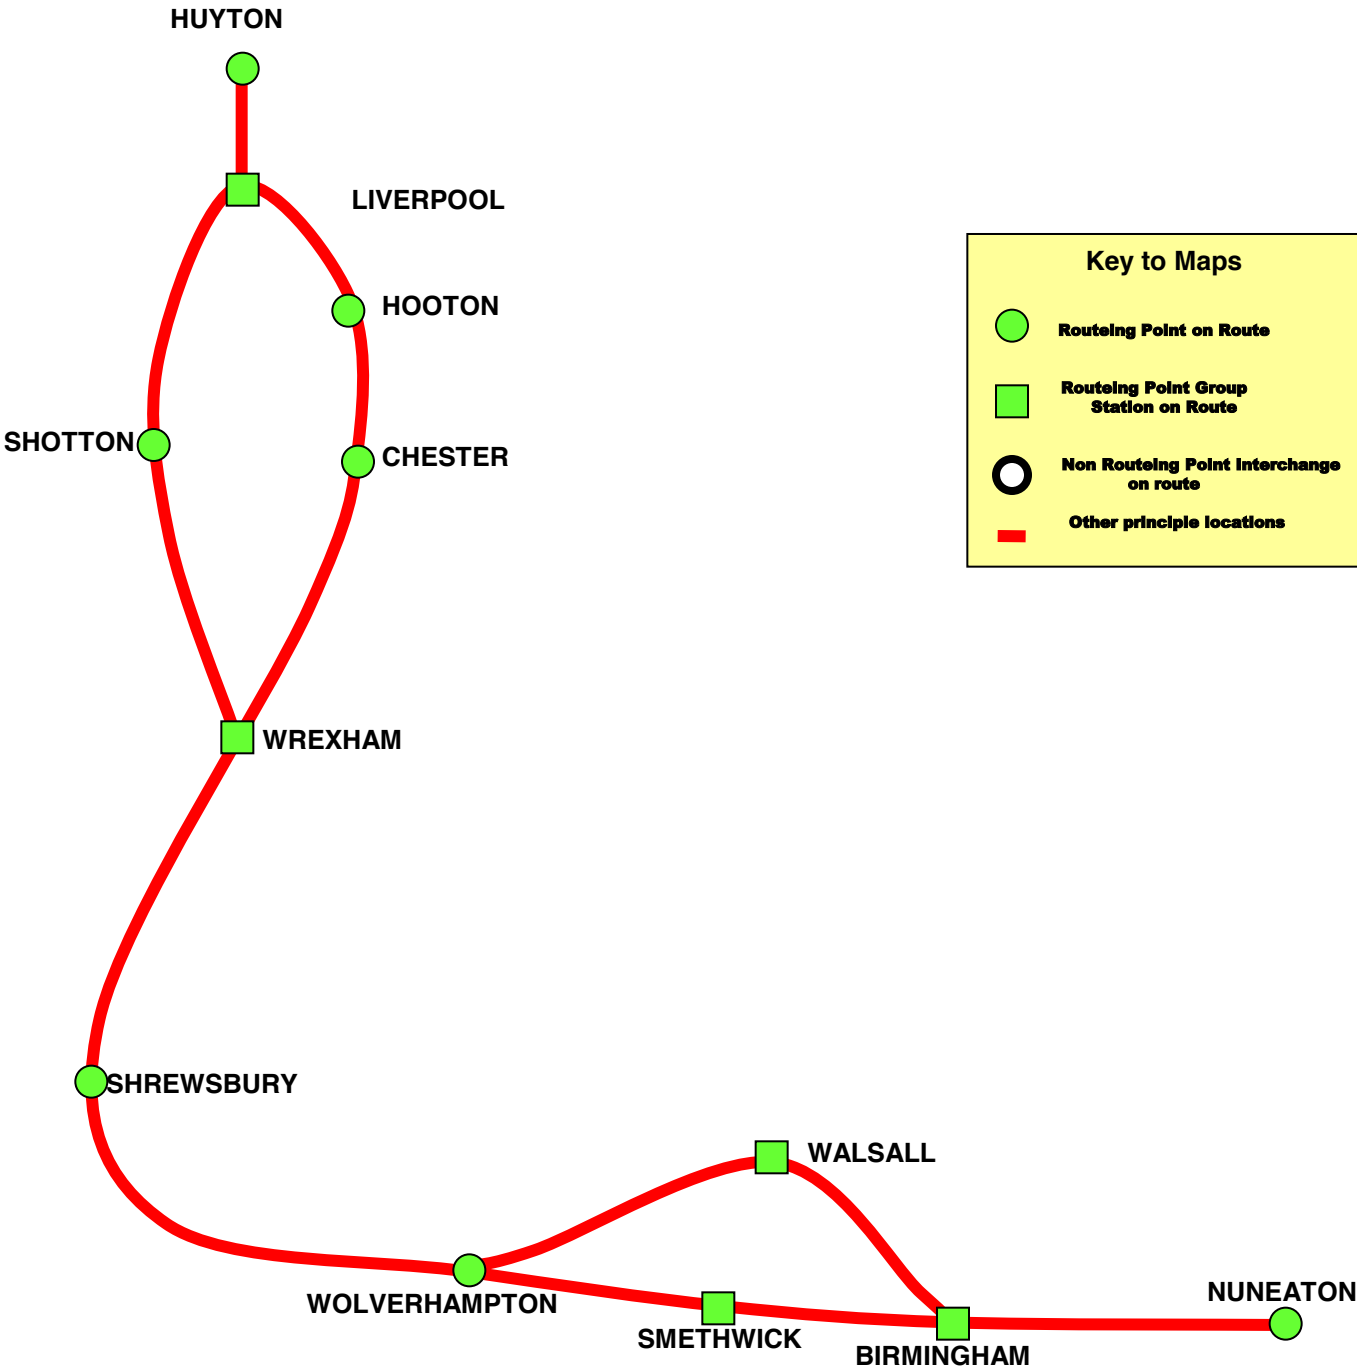 HUYTON
LIVERPOOL
Key to Maps
HOOTON
Routeing Point on Route
Routeing Point Group
Station on Route
SHOTTON
CHESTER
Non Routeing Point Interchange
on route
Other principle locations
WREXHAM
SHREWSBURY
WALSALL
WOLVERHAMPTON
NUNEATON
SMETHWICK
BIRMINGHAM